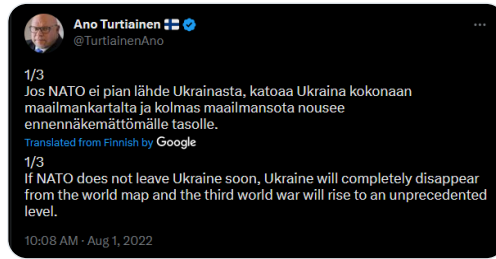 Ano Turtiainen 🇫🇮
@TurtiainenAno
1/3
Jos NATO ei pian lähde Ukrainasta, katoaa Ukraina kokonaan
maailmankartalta ja kolmas maailmansota nousee
ennennäkemättömälle tasolle.
Translated from Finnish by Google
1/3
If NATO does not leave Ukraine soon, Ukraine will completely disappear
from the world map and the third world war will rise to an unprecedented
level.
10:08 AM · Aug 1, 2022